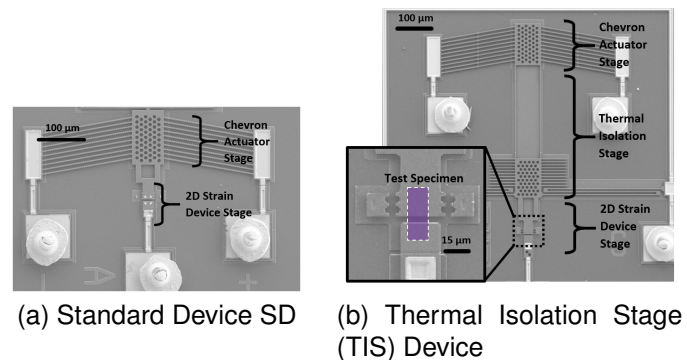 100 µm
Chevron
Actuator
Stage
2D Strain
Device Stage
(a) Standard Device SD
100 µm
Chevron
Actuator
Stage
Thermal
Isolation
Stage
Test Specimen
15 µm
2D Strain
Device
Stage
(b) Thermal Isolation Stage
(TIS) Device